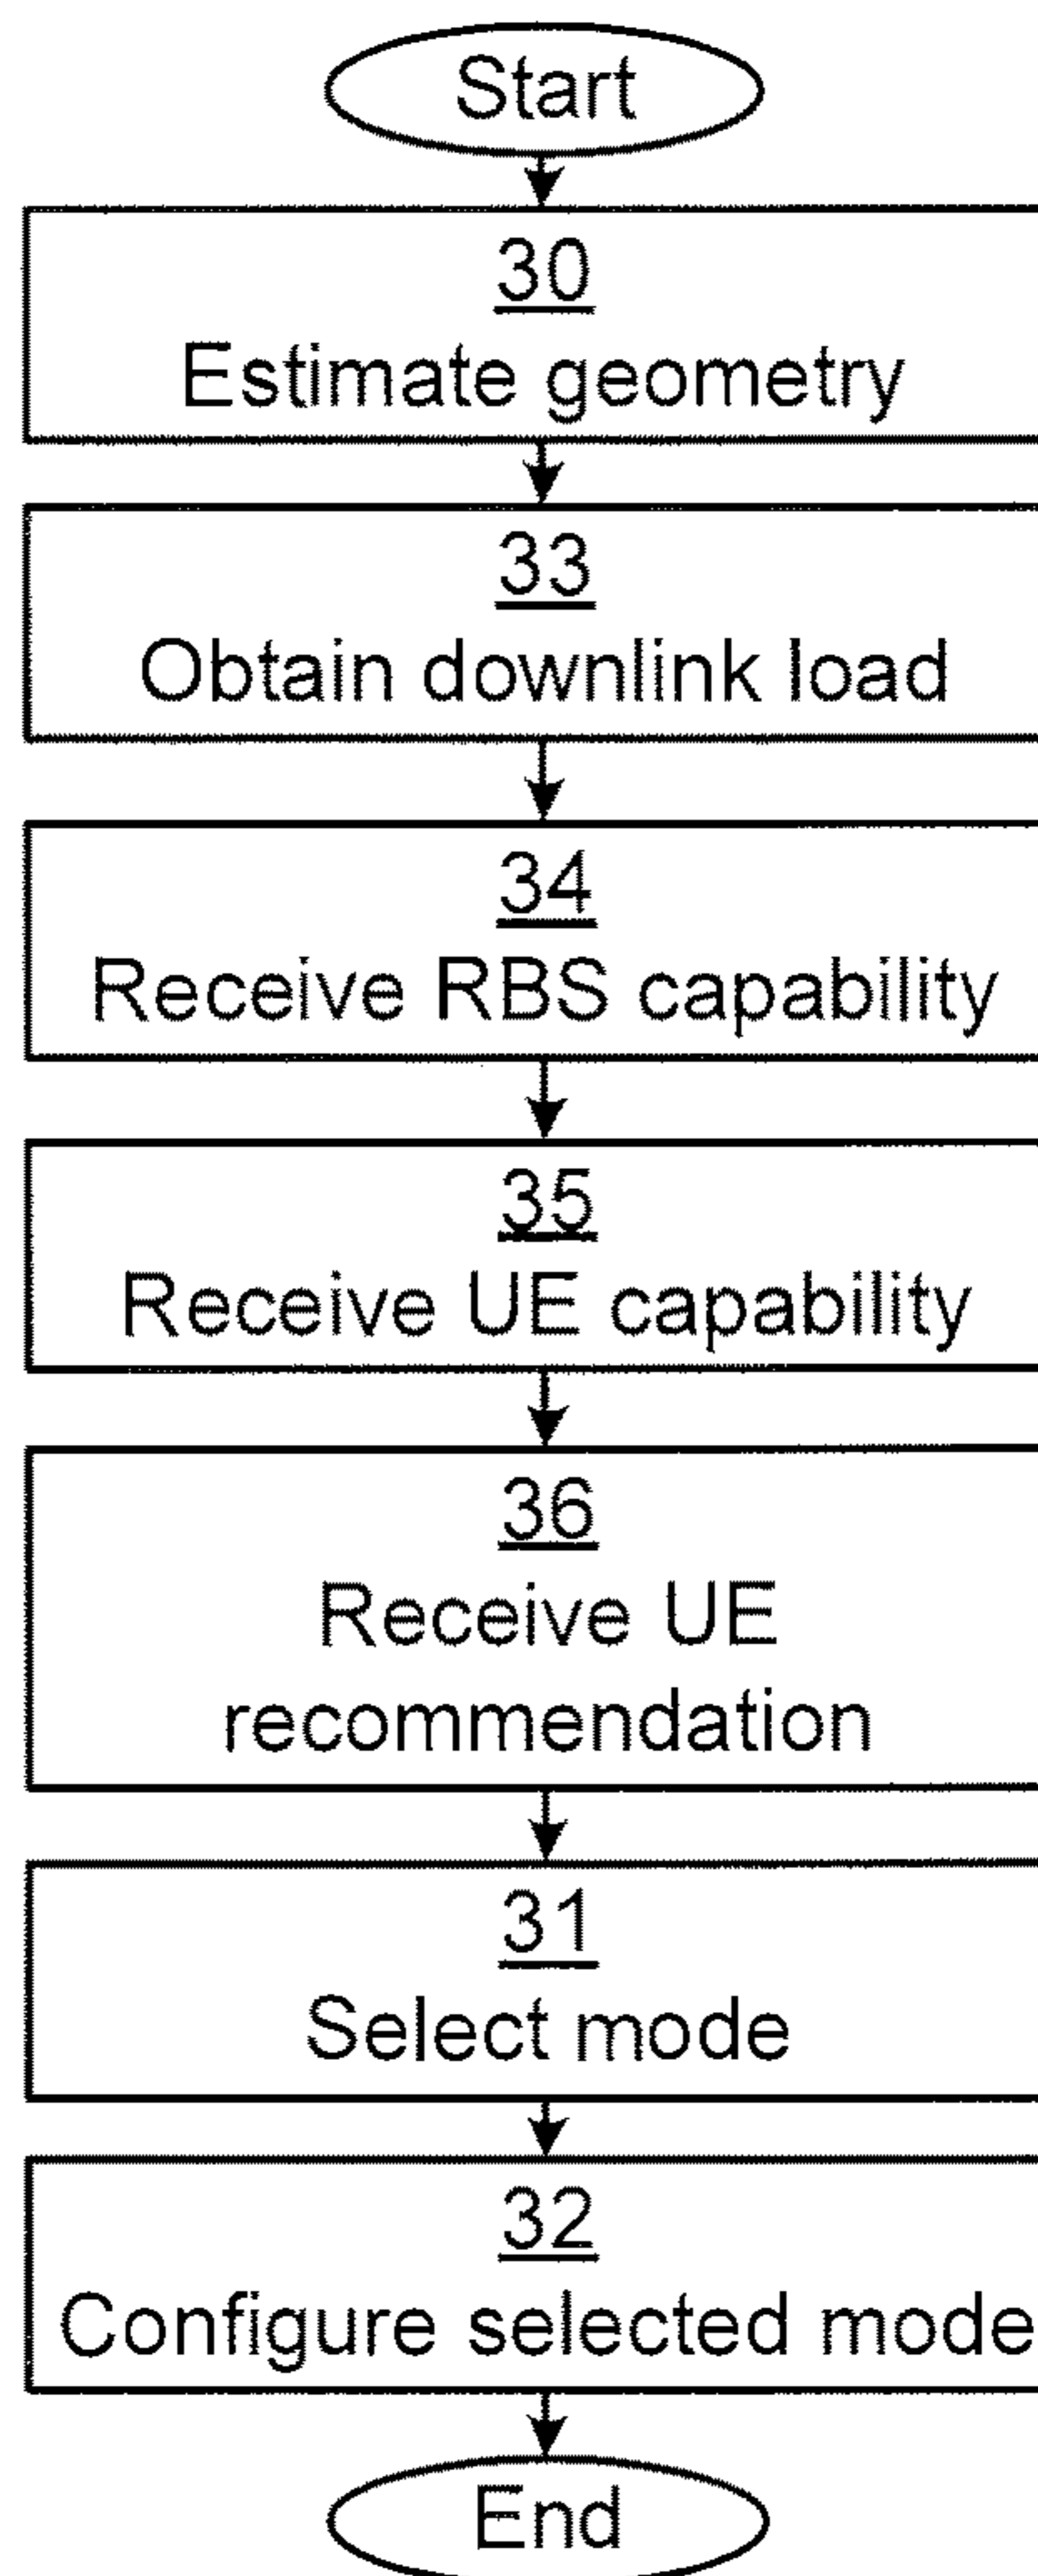 Start
30
Estimate geometry
33
Obtain downlink load
34
Receive RBS capability
35
Receive UE capability
36
Receive UE
recommendation
31
Select mode
32
Configure selected mode
End